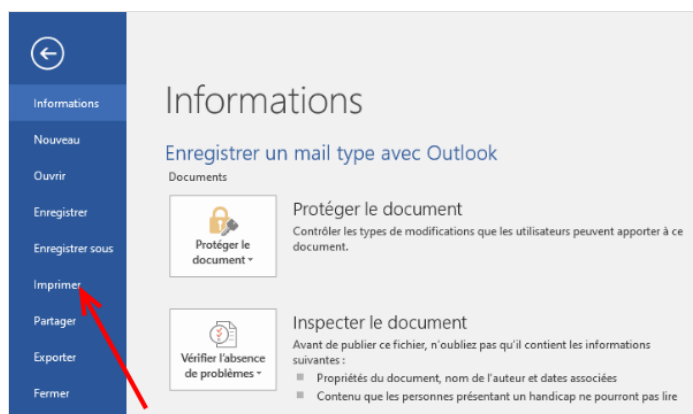 Informations
Nouveau
Ouvrir
Enregistrer
Enregistrer sous
Imprimer
Partager
Exporter
Fermer
Informations
Enregistrer un mail type avec Outlook
Documents
Protéger le
document
Protéger le document
Contrôler les types de modifications que les utilisateurs peuvent apporter à ce
document.
Vérifier l'absence
de problèmes
Inspecter le document
Avant de publier ce fichier, n'oubliez pas qu'il contient les informations
suivantes :
Propriétés du document, nom de l'auteur et dates associées
Contenu que les personnes présentant un handicap ne pourront pas lire